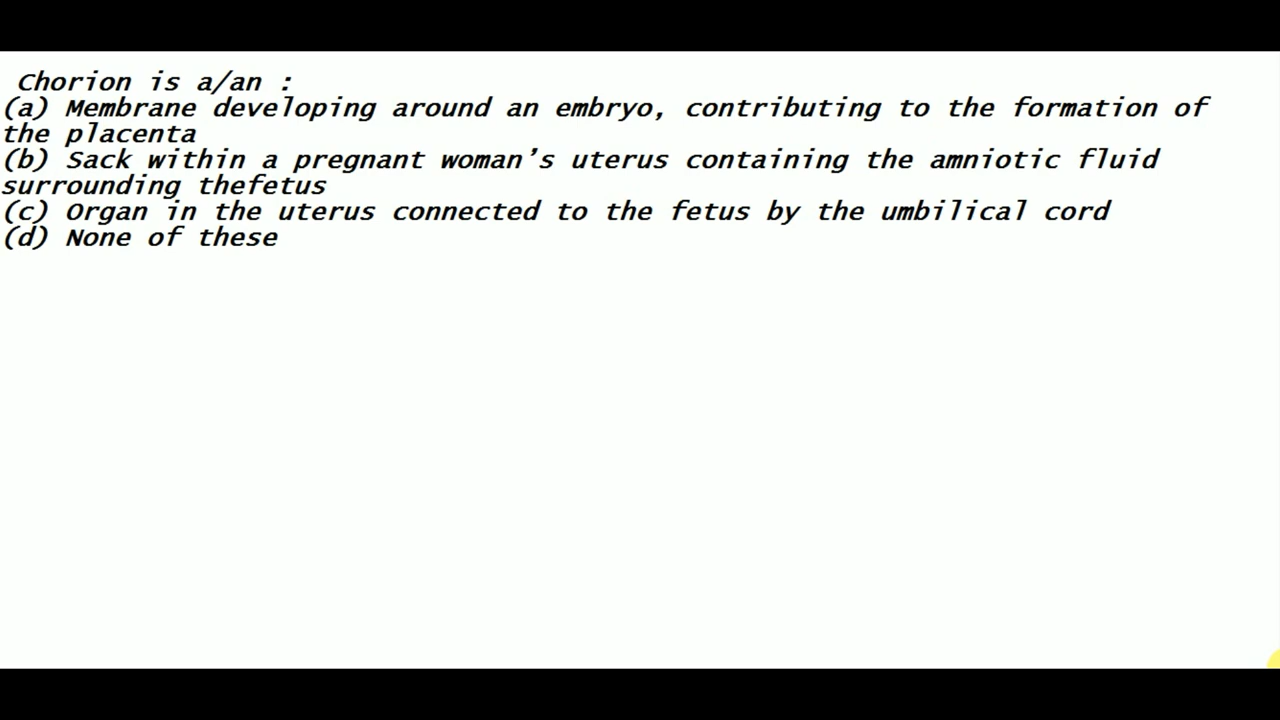 Chorion is a/an :
(a) Membrane developing around an embryo, contributing to the formation of
the placenta
(b) Sack within a pregnant woman’s uterus containing the amniotic fluid
surrounding thefetus
(c) Organ in the uterus connected to the fetus by the umbilical cord
(d) None of these